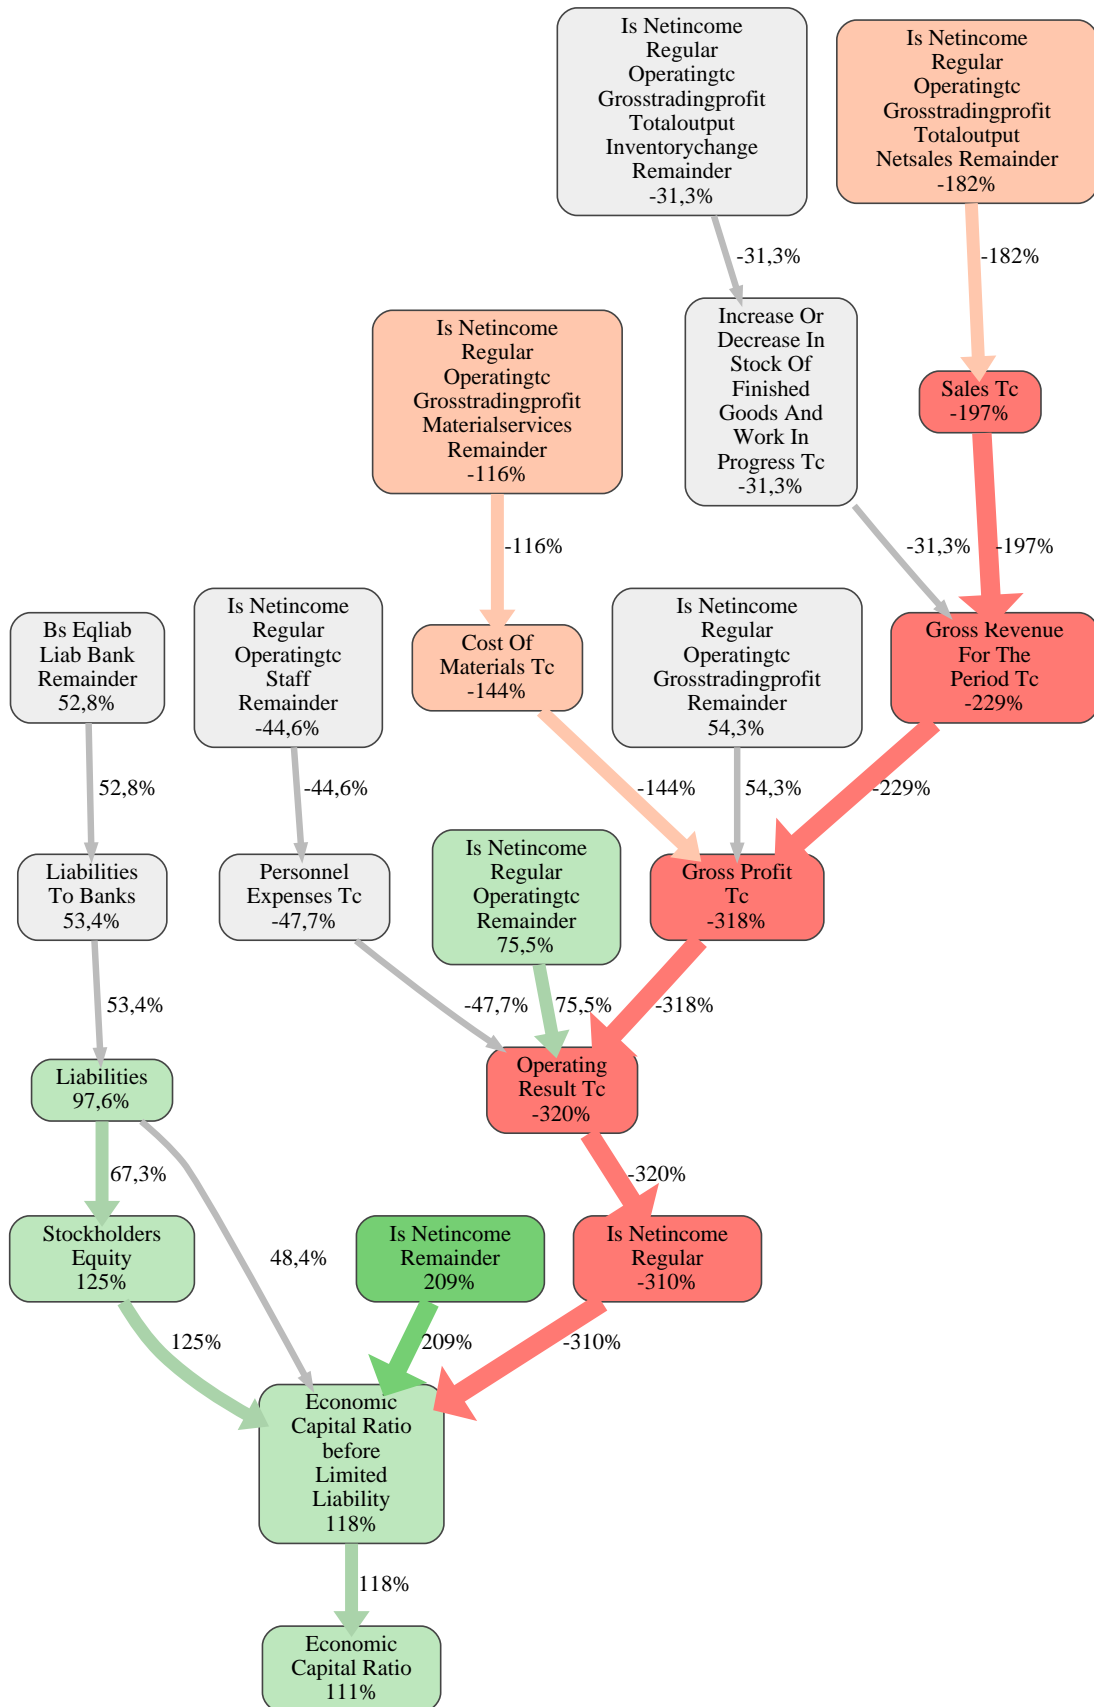 Is Netincome
Regular
Operatingtc
Grosstradingprofit
Totaloutput
Inventorychange
Remainder
-31,3%
Is Netincome
Regular
Operatingtc
Grosstradingprofit
Totaloutput
Netsales Remainder
-182%
-31,3%
-182%
Is Netincome
Regular
Operatingtc
Grosstradingprofit
Materialservices
Remainder
-116%
Increase Or
Decrease In
Stock Of
Finished
Goods And
Work In
Progress Tc
-31,3%
Sales Tc
-197%
-116%
-31,3%
-197%
Bs Eqliab
Liab Bank
Remainder
52,8%
Is Netincome
Regular
Operatingtc
Staff
Remainder
-44,6%
Cost Of
Materials Tc
-144%
Is Netincome
Regular
Operatingtc
Grosstradingprofit
Remainder
54,3%
Gross Revenue
For The
Period Tc
-229%
52,8%
-44,6%
-144%
54,3%
-229%
Liabilities
To Banks
53,4%
Personnel
Expenses Tc
-47,7%
Is Netincome
Regular
Operatingtc
Remainder
75,5%
Gross Profit
Tc
-318%
53,4%
-47,7%
75,5%
-318%
Liabilities
97,6%
Operating
Result Tc
-320%
67,3%
-320%
Stockholders
Equity
125%
48,4%
Is Netincome
Remainder
209%
Is Netincome
Regular
-310%
125%
209%
-310%
Economic
Capital Ratio
before
Limited
Liability
118%
118%
Economic
Capital Ratio
111%